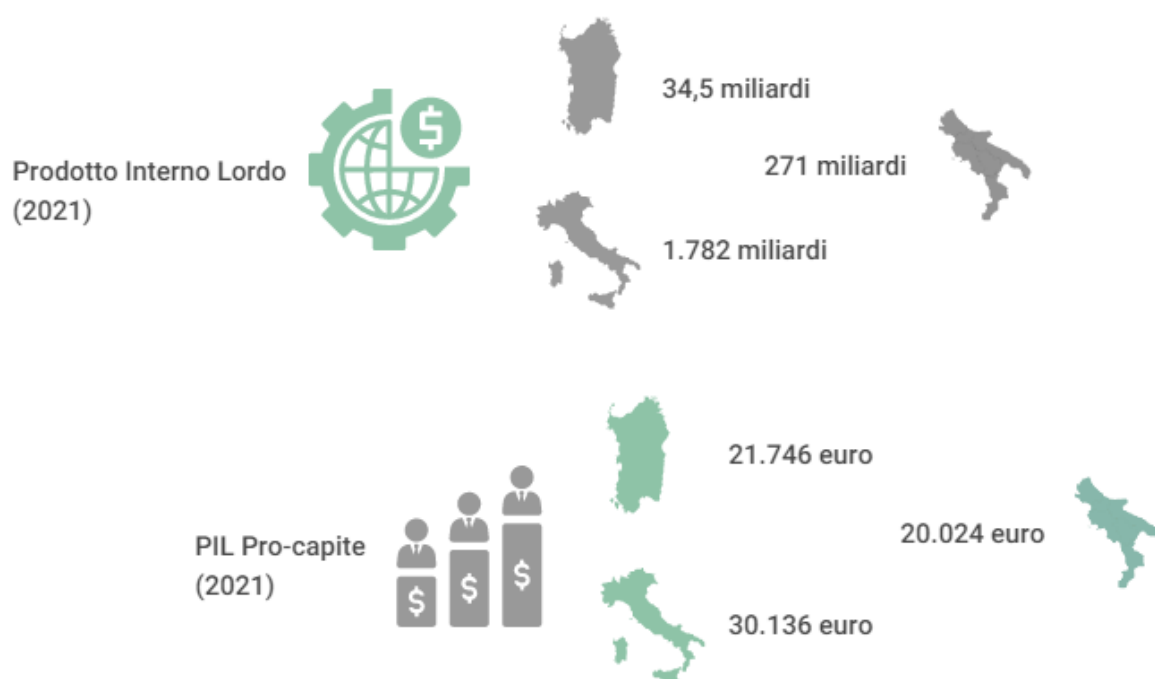 34,5 miliardi
Prodotto Interno Lordo
(2021)
$
271 miliardi
1.782 miliardi
21.746 euro
PIL Pro-capite
(2021)
$
$
$
20.024 euro
30.136 euro